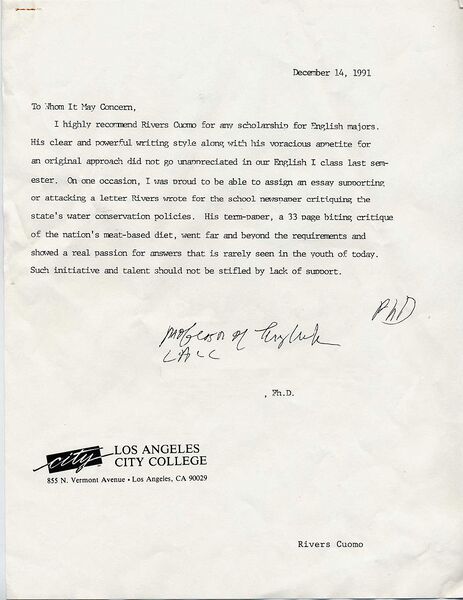 December 14, 1991
To Whom It May Concern,
I highly recommend Rivers Cuomo for any scholarship for English majors.
His clear and powerful writing style along with his voracious appetite for
an original approach did not go unappreciated in our English I class last sem-
ester. On one occasion, I was proud to be able to assign an essay supporting
or attacking a letter Rivers wrote for the school newspaper critiquing the
state's water conservation policies. His term-paper, a 33 page biting critique
of the nation's meat-based diet, went far and beyond the requirements and
showed a real passion for answers that is rarely seen in the youth of today.
Such initiative and talent should not be stifled by lack of support.
PhD
Professor of English
LACC
, Ph.D.
city LOS ANGELES
CITY COLLEGE
855 N. Vermont Avenue • Los Angeles, CA 90029
Rivers Cuomo